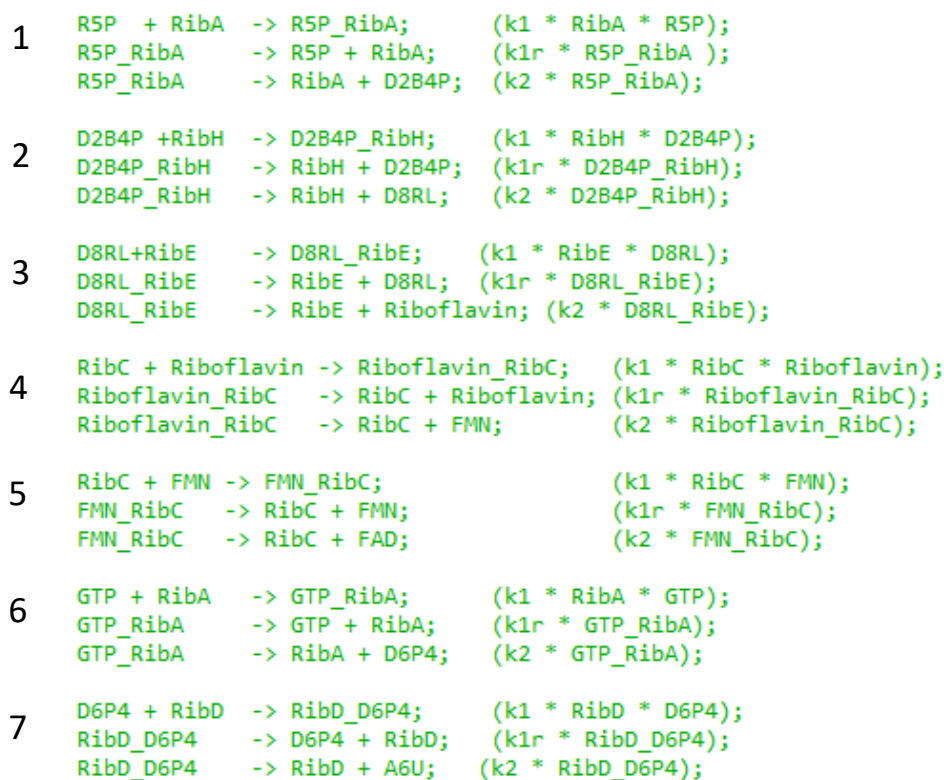 1
R5P + RibA -> R5P_RibA; (k1 * RibA * R5P);
R5P_RibA -> R5P + RibA; (k1r * R5P_RibA );
R5P_RibA -> RibA + D2B4P; (k2 * R5P_RibA);
2
D2B4P +RibH -> D2B4P_RibH; (k1 * RibH * D2B4P);
D2B4P_RibH -> RibH + D2B4P; (k1r * D2B4P_RibH);
D2B4P_RibH -> RibH + D8RL; (k2 * D2B4P_RibH);
3
D8RL+RibE -> D8RL_RibE; (k1 * RibE * D8RL);
D8RL_RibE -> RibE + D8RL; (k1r * D8RL_RibE);
D8RL_RibE -> RibE + Riboflavin; (k2 * D8RL_RibE);
4
RibC + Riboflavin -> Riboflavin_RibC; (k1 * RibC * Riboflavin);
Riboflavin_RibC -> RibC + Riboflavin; (k1r * Riboflavin_RibC);
Riboflavin_RibC -> RibC + FMN; (k2 * Riboflavin_RibC);
5
RibC + FMN -> FMN_RibC; (k1 * RibC * FMN);
FMN_RibC -> RibC + FMN; (k1r * FMN_RibC);
FMN_RibC -> RibC + FAD; (k2 * FMN_RibC);
6
GTP + RibA -> GTP_RibA; (k1 * RibA * GTP);
GTP_RibA -> GTP + RibA; (k1r * GTP_RibA);
GTP_RibA -> RibA + D6P4; (k2 * GTP_RibA);
7
D6P4 + RibD -> RibD_D6P4; (k1 * RibD * D6P4);
RibD_D6P4 -> D6P4 + RibD; (k1r * RibD_D6P4);
RibD_D6P4 -> RibD + A6U; (k2 * RibD_D6P4);